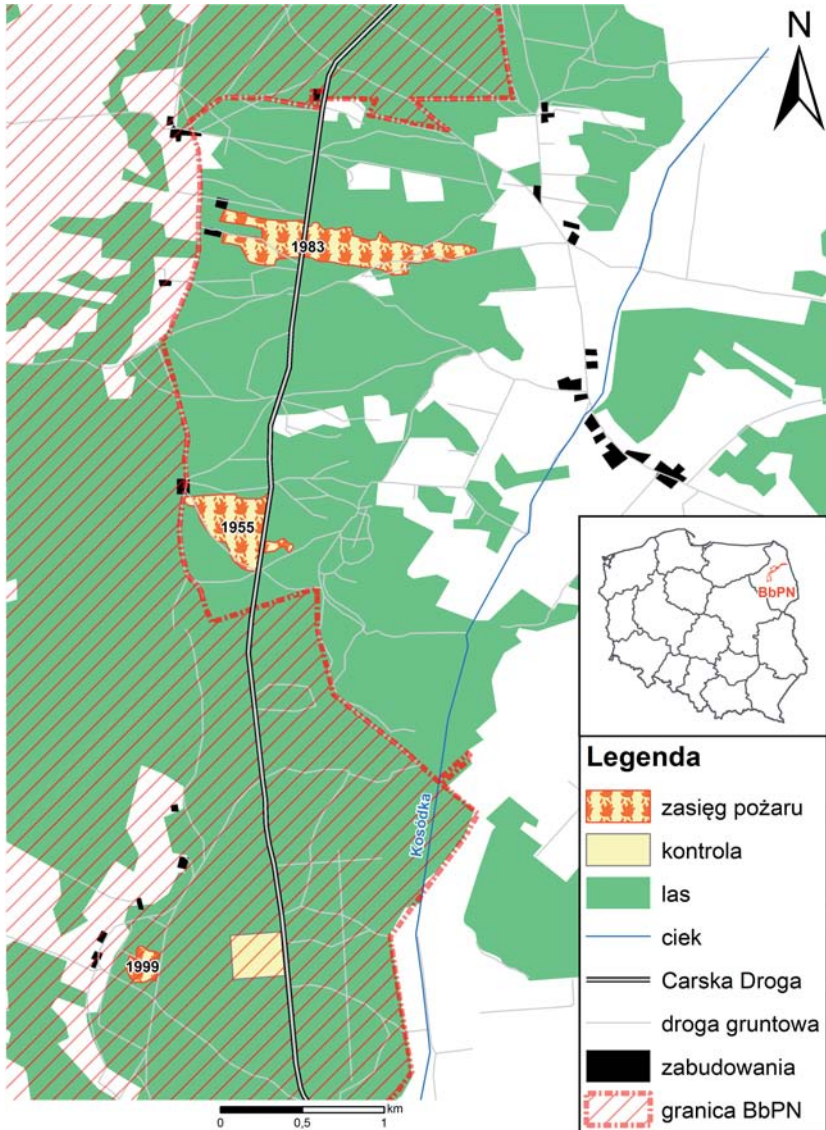 N
1983
1955
BbPN
Kosódka
1999
Legenda
zasięg pożaru
kontrola
las
ciek
Carska Droga
droga gruntowa
zabudowania
granica BbPN
km
0 0,5 1